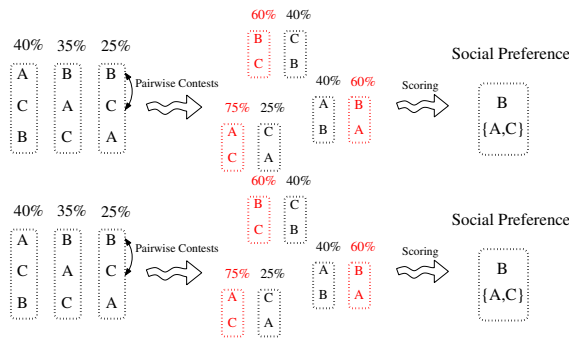 60% 40%
40% 35% 25%
B C
C B
Social Preference
A B B
C A C
B C A
Pairwise Contests
40% 60%
A B
B A
Scoring
B
{A,C}
75% 25%
A C
C A
60% 40%
40% 35% 25%
B C
C B
Social Preference
A B B
C A C
B C A
Pairwise Contests
40% 60%
A B
B A
Scoring
B
{A,C}
75% 25%
A C
C A